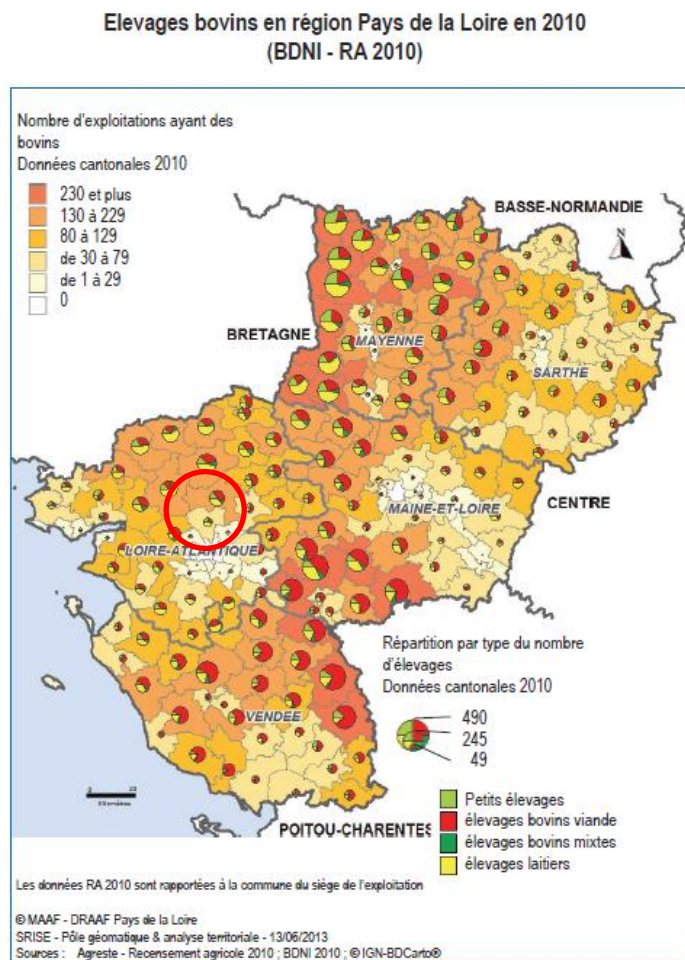 Elevages bovins en région Pays de la Loire en 2010
(BDNI - RA 2010)
Nombre d'exploitations ayant des
bovins
Données cantonales 2010
230 et plus
130 à 229
80 à 129
de 30 à 79
de 1 à 29
0
BASSE-NORMANDIE
N
BRETAGNE
MAYENNE
SARTHE
CENTRE
MAINE-ET-LOIRE
LOIRE-ATLANTIQUE
Répartition par type du nombre
d'élevages
Données cantonales 2010
490
245
49
VENDEE
Petits élevages
élevages bovins viande
élevages bovins mixtes
élevages laitiers
POITOU-CHARENTES
Les données RA 2010 sont rapportées à la commune du siège de l'exploitation
© MAAF - DRAAF Pays de la Loire
SRISE - Pôle géomatique & analyse territoriale - 13/06/2013
Sources : Agreste - Recensement agricole 2010 ; BDNI 2010 ; © IGN-BDCarto®